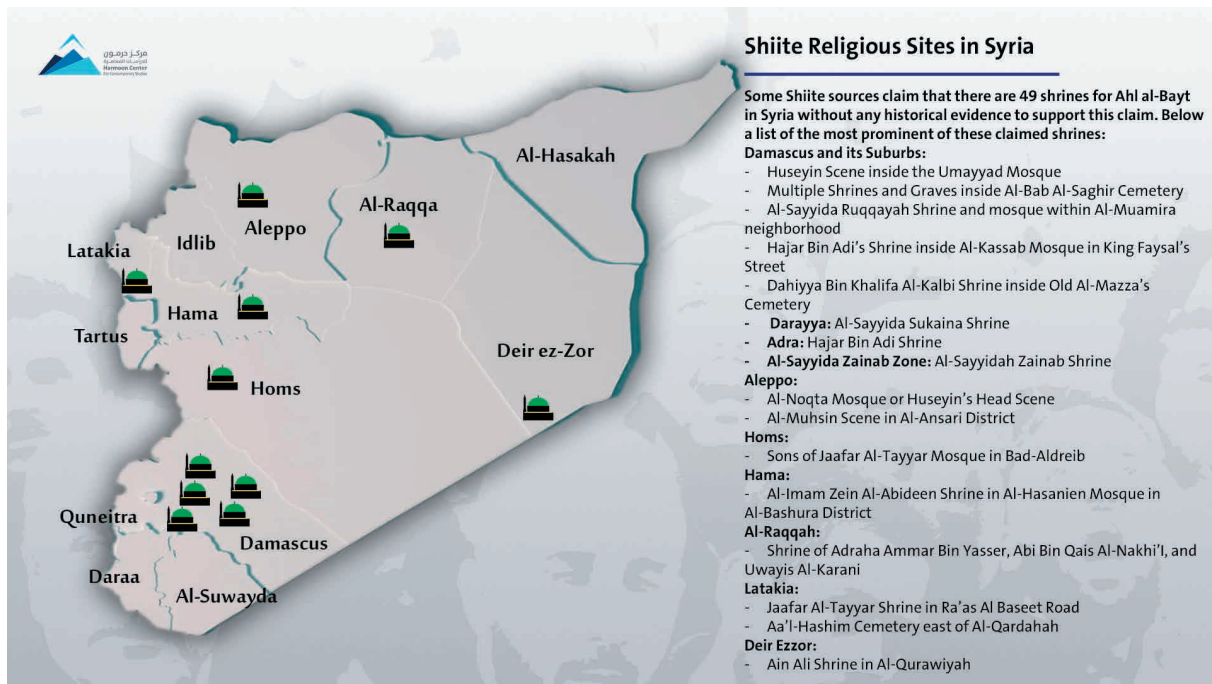 مركز حرمون
للدراسات المعاصرة
Harmoon Center
For Contemporary Studies
Shiite Religious Sites in Syria
Some Shiite sources claim that there are 49 shrines for Ahl al-Bayt
in Syria without any historical evidence to support this claim. Below
a list of the most prominent of these claimed shrines:
Damascus and its Suburbs:
- Huseyin Scene inside the Umayyad Mosque
- Multiple Shrines and Graves inside Al-Bab Al-Saghir Cemetery
- Al-Sayyida Ruqqayah Shrine and mosque within Al-Muamira
neighborhood
- Hajar Bin Adi's Shrine inside Al-Kassab Mosque in King Faysal's
Street
- Dahiyya Bin Khalifa Al-Kalbi Shrine inside Old Al-Mazza's
Cemetery
- Darayya: Al-Sayyida Sukaina Shrine
- Adra: Hajar Bin Adi Shrine
- Al-Sayyida Zainab Zone: Al-Sayyidah Zainab Shrine
Aleppo:
- Al-Noqta Mosque or Huseyin's Head Scene
- Al-Muhsin Scene in Al-Ansari District
Homs:
- Sons of Jaafar Al-Tayyar Mosque in Bad-Aldreib
Hama:
- Al-Imam Zein Al-Abideen Shrine in Al-Hasanien Mosque in
Al-Bashura District
Al-Raqqah:
- Shrine of Adraha Ammar Bin Yasser, Abi Bin Qais Al-Nakhi'I, and
Uwayis Al-Karani
Latakia:
- Jaafar Al-Tayyar Shrine in Ra'as Al Baseet Road
- Aa'l-Hashim Cemetery east of Al-Qardahah
Deir Ezzor:
- Ain Ali Shrine in Al-Qurawiyah
Al-Hasakah
Al-Raqqa
Aleppo
Idlib
Latakia
Hama
Tartus
Deir ez-Zor
Homs
Quneitra
Damascus
Daraa
Al-Suwayda